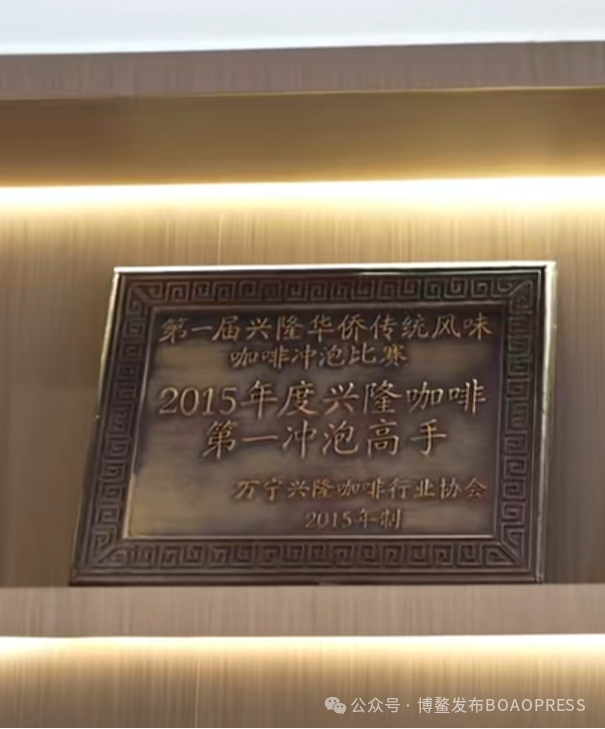 第一届兴隆华侨传统风味
咖啡冲泡比赛
2015年度兴隆咖啡
第一冲泡高手
万宁兴隆咖啡行业协会
2015年制
公众号 · 博鳌发布BOAOPRESS